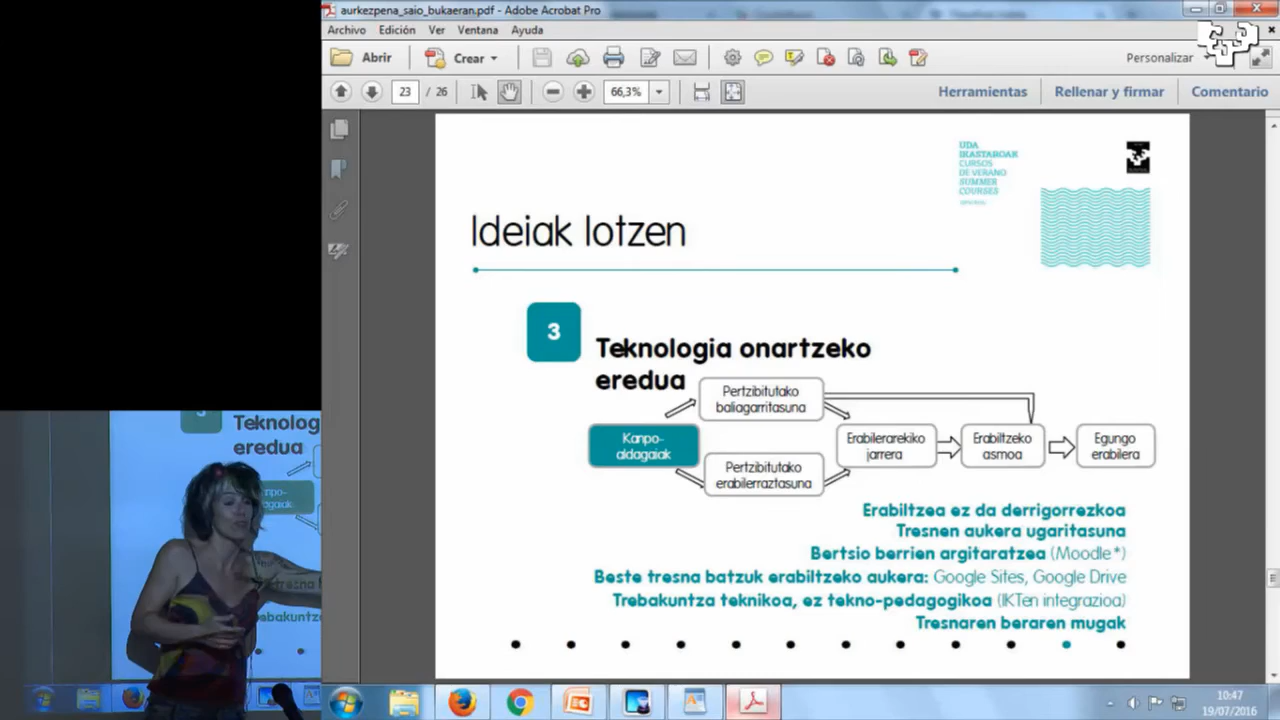 aurkezpena_saio_bukaeran.pdf - Adobe Acrobat Pro
Archivo Edición Ver Ventana Ayuda
Abrir Crear Personalizar
23 / 26 66,3% Herramientas Rellenar y firmar Comentario
UDA
IKASTAROAK
CURSOS
DE VERANO
SUMMER
COURSES
Ideiak lotzen
3
Teknologia onartzeko
eredua
Pertzibitutako
baliagarritasuna
Kanpo-
aldagaiak
Pertzibitutako
erabilerraztasuna
Erabilerarekiko
jarrera
Erabiltzeko
asmoa
Egungo
erabilera
Erabiltzea ez da derrigorrezkoa
Tresnen aukera ugaritasuna
Bertsio berrien argitaratzea (Moodle*)
Beste tresna batzuk erabiltzeko aukera: Google Sites, Google Drive
Trebakuntza teknikoa, ez tekno-pedagogikoa (IKTen integrazioa)
Tresnaren beraren mugak
Teknolog
eredua
10:47
19/07/2016